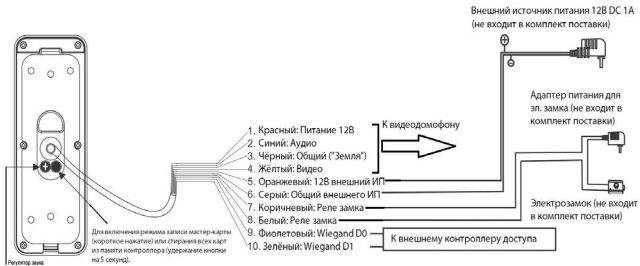 Внешний источник питания 12В DC 1A
(не входит в комплект поставки)
Адаптер питания для
эл. замка (не входит в
комплект поставки)
К видеодомофону
1. Красный: Питание 12В
2. Синий: Аудио
3. Чёрный: Общий ("Земля")
4. Жёлтый: Видео
5. Оранжевый: 12В внешний ИП
6. Серый: Общий внешнего ИП
7. Коричневый: Реле замка
8. Белый: Реле замка
9. Фиолетовый: Wiegand D0
10. Зелёный: Wiegand D1
К внешнему контроллеру доступа
Электрозамок (не входит
в комплект поставки)
Для включения режима записи мастер-карты
(короткое нажатие) или стирания всех карт
из памяти контроллера (удержание кнопки
на 5 секунд).
Регулятор звука